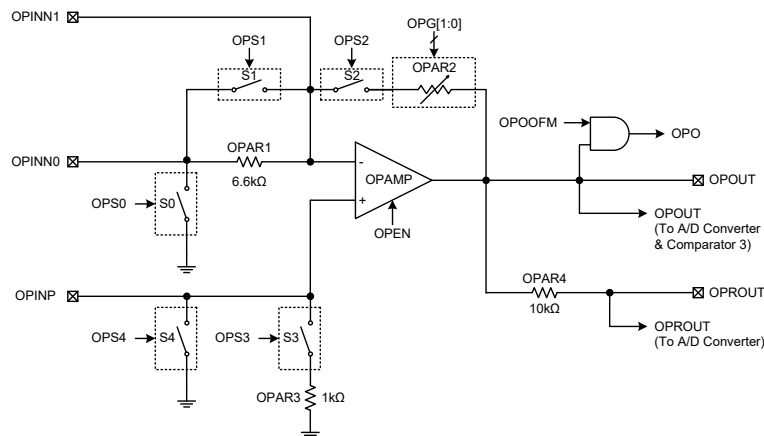 OPINN1
OPG[1:0]
OPS1
OPS2
OPAR2
S1
S2
OPOOFM
OPO
OPAR1
OPINN0
6.6kΩ
-
OPAMP
+
OPEN
OPOUT
OPS0
S0
OPOUT
(To A/D Converter
& Comparator 3)
OPINP
OPAR4
10kΩ
OPROUT
OPS4
S4
OPS3
S3
OPROUT
(To A/D Converter)
OPAR3
1kΩ